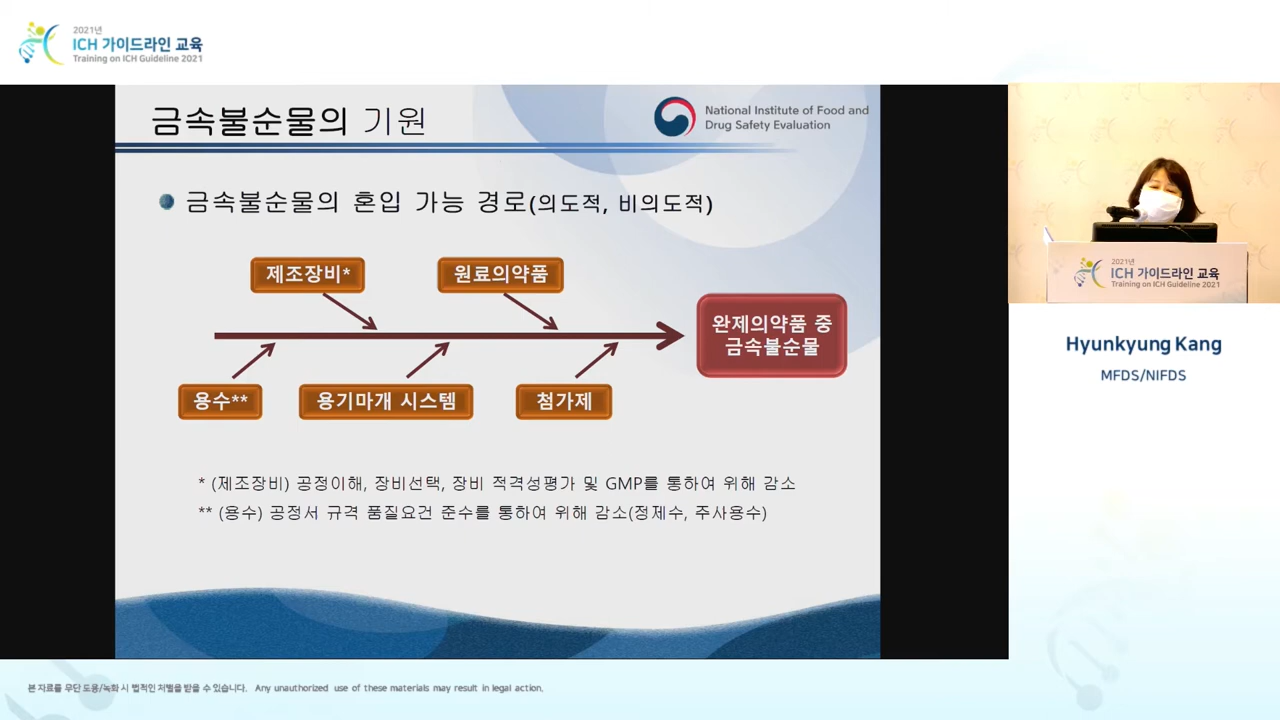 2021년
ICH 가이드라인 교육
Training on ICH Guideline 2021
금속불순물의 기원
National Institute of Food and
Drug Safety Evaluation
금속불순물의 혼입 가능 경로(의도적, 비의도적)
제조장비*
원료의약품
완제의약품 중
금속불순물
용수**
용기마개 시스템
첨가제
* (제조장비) 공정이해, 장비선택, 장비 적격성평가 및 GMP를 통하여 위해 감소
** (용수) 공정서 규격 품질요건 준수를 통하여 위해 감소(정제수, 주사용수)
2021년
ICH 가이드라인 교육
Training on ICH Guideline 2021
Hyunkyung Kang
MFDS/NIFDS
본 자료를 무단 도용/녹화 시 법적인 처벌을 받을 수 있습니다. Any unauthorized use of these materials may result in legal action.